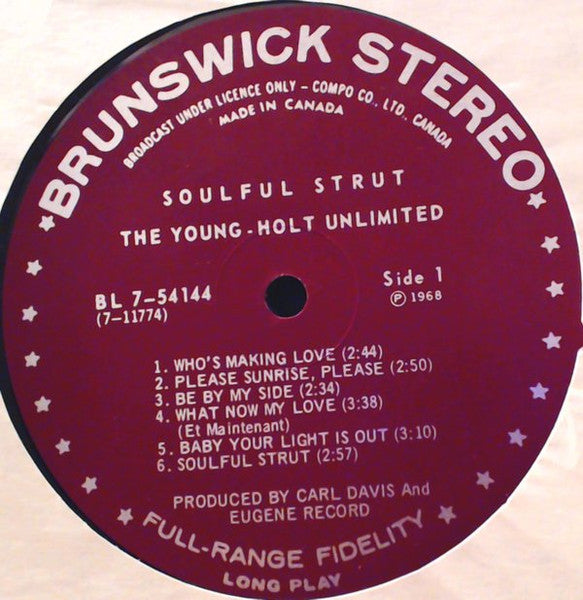 BRUNSWICK STEREO
BROADCAST UNDER LICENCE ONLY - COMPO CO., LTD., CANADA
MADE IN CANADA
SOULFUL STRUT
THE YOUNG-HOLT UNLIMITED
BL 7-54144
(7-11774)
Side 1
℗ 1968
1. WHO'S MAKING LOVE (2:44)
2. PLEASE SUNRISE, PLEASE (2:50)
3. BE BY MY SIDE (2:34)
4. WHAT NOW MY LOVE (3:38)
(Et Maintenant)
5. BABY YOUR LIGHT IS OUT (3:10)
6. SOULFUL STRUT (2:57)
PRODUCED BY CARL DAVIS And
EUGENE RECORD
FULL-RANGE FIDELITY
LONG PLAY